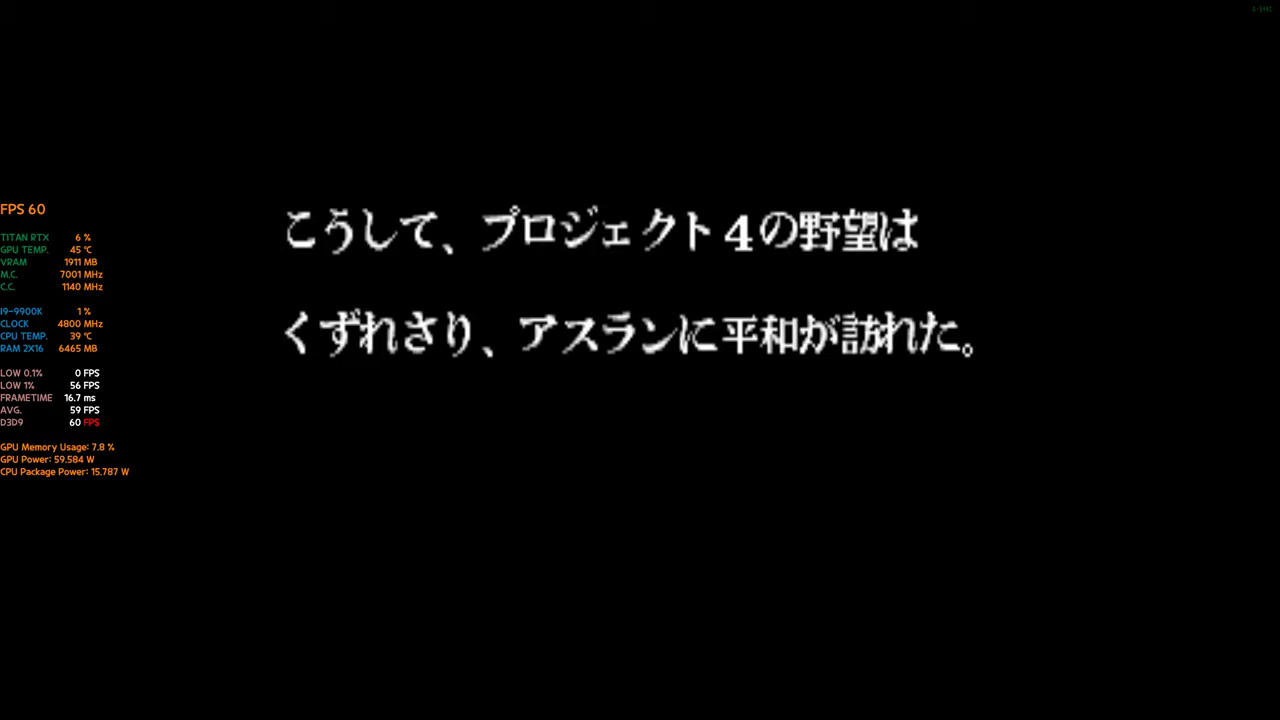 FPS 60
TITAN RTX 6 %
GPU TEMP. 45 ℃
VRAM 1911 MB
M.C. 7001 MHz
C.C. 1140 MHz
I9-9900K 1 %
CLOCK 4800 MHz
CPU TEMP. 39 ℃
RAM 2X16 6465 MB
LOW 0.1% 0 FPS
LOW 1% 56 FPS
FRAMETIME 16.7 ms
AVG. 59 FPS
D3D9 60 FPS
GPU Memory Usage: 7.8 %
GPU Power: 59.584 W
CPU Package Power: 15.787 W
こうして、プロジェクト4の野望は
くずれさり、アスランに平和が訪れた。